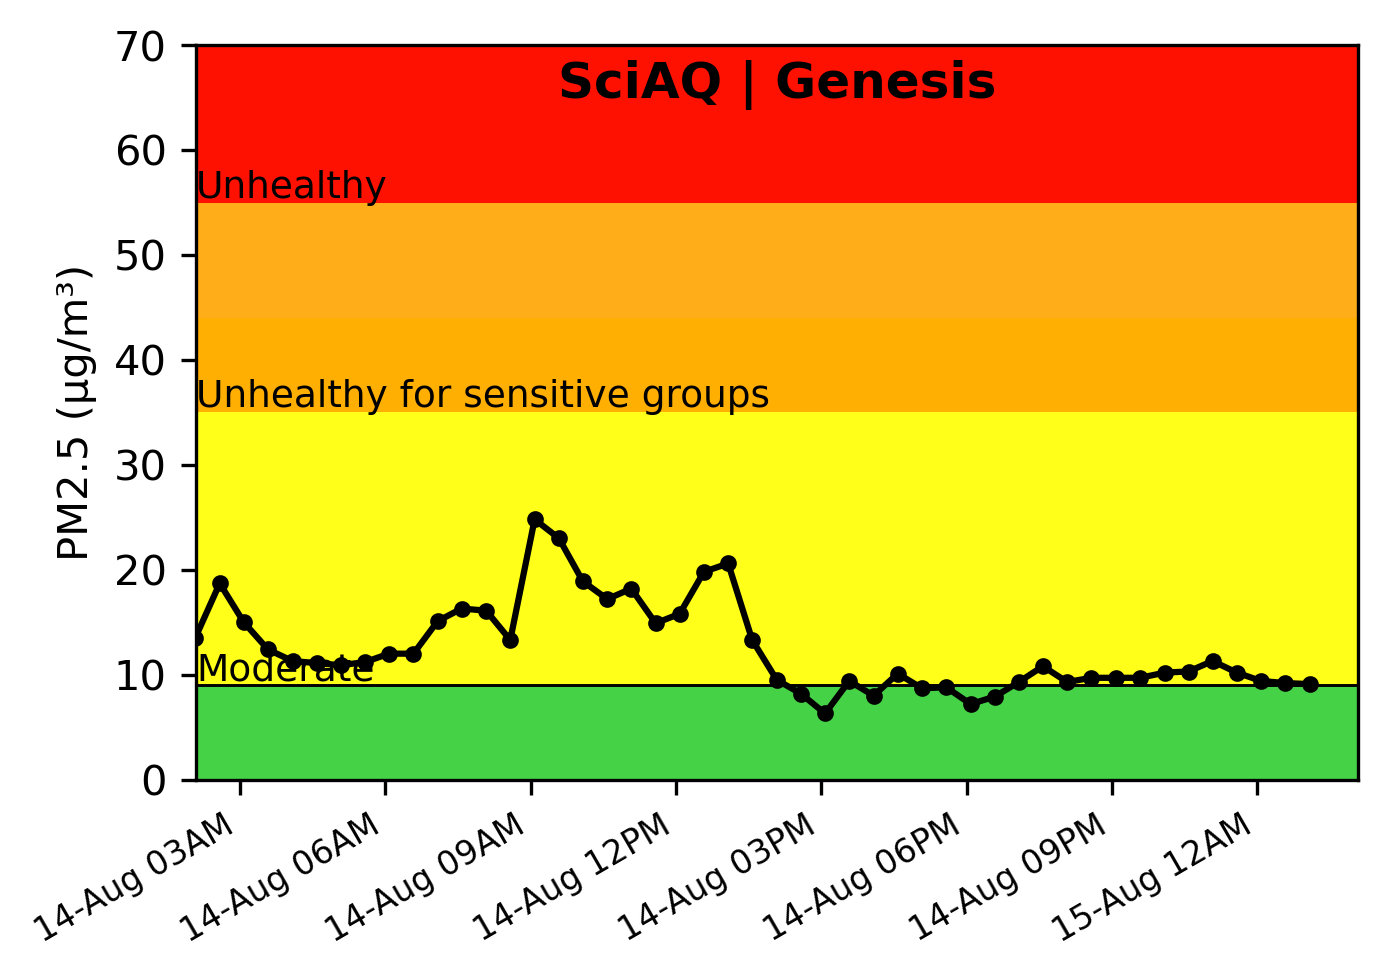 SciAQ | Genesis
PM2.5 (µg/m³)
70
60
50
40
30
20
10
0
Unhealthy
Unhealthy for sensitive groups
Moderate
14-Aug 03AM
14-Aug 06AM
14-Aug 09AM
14-Aug 12PM
14-Aug 03PM
14-Aug 06PM
14-Aug 09PM
15-Aug 12AM